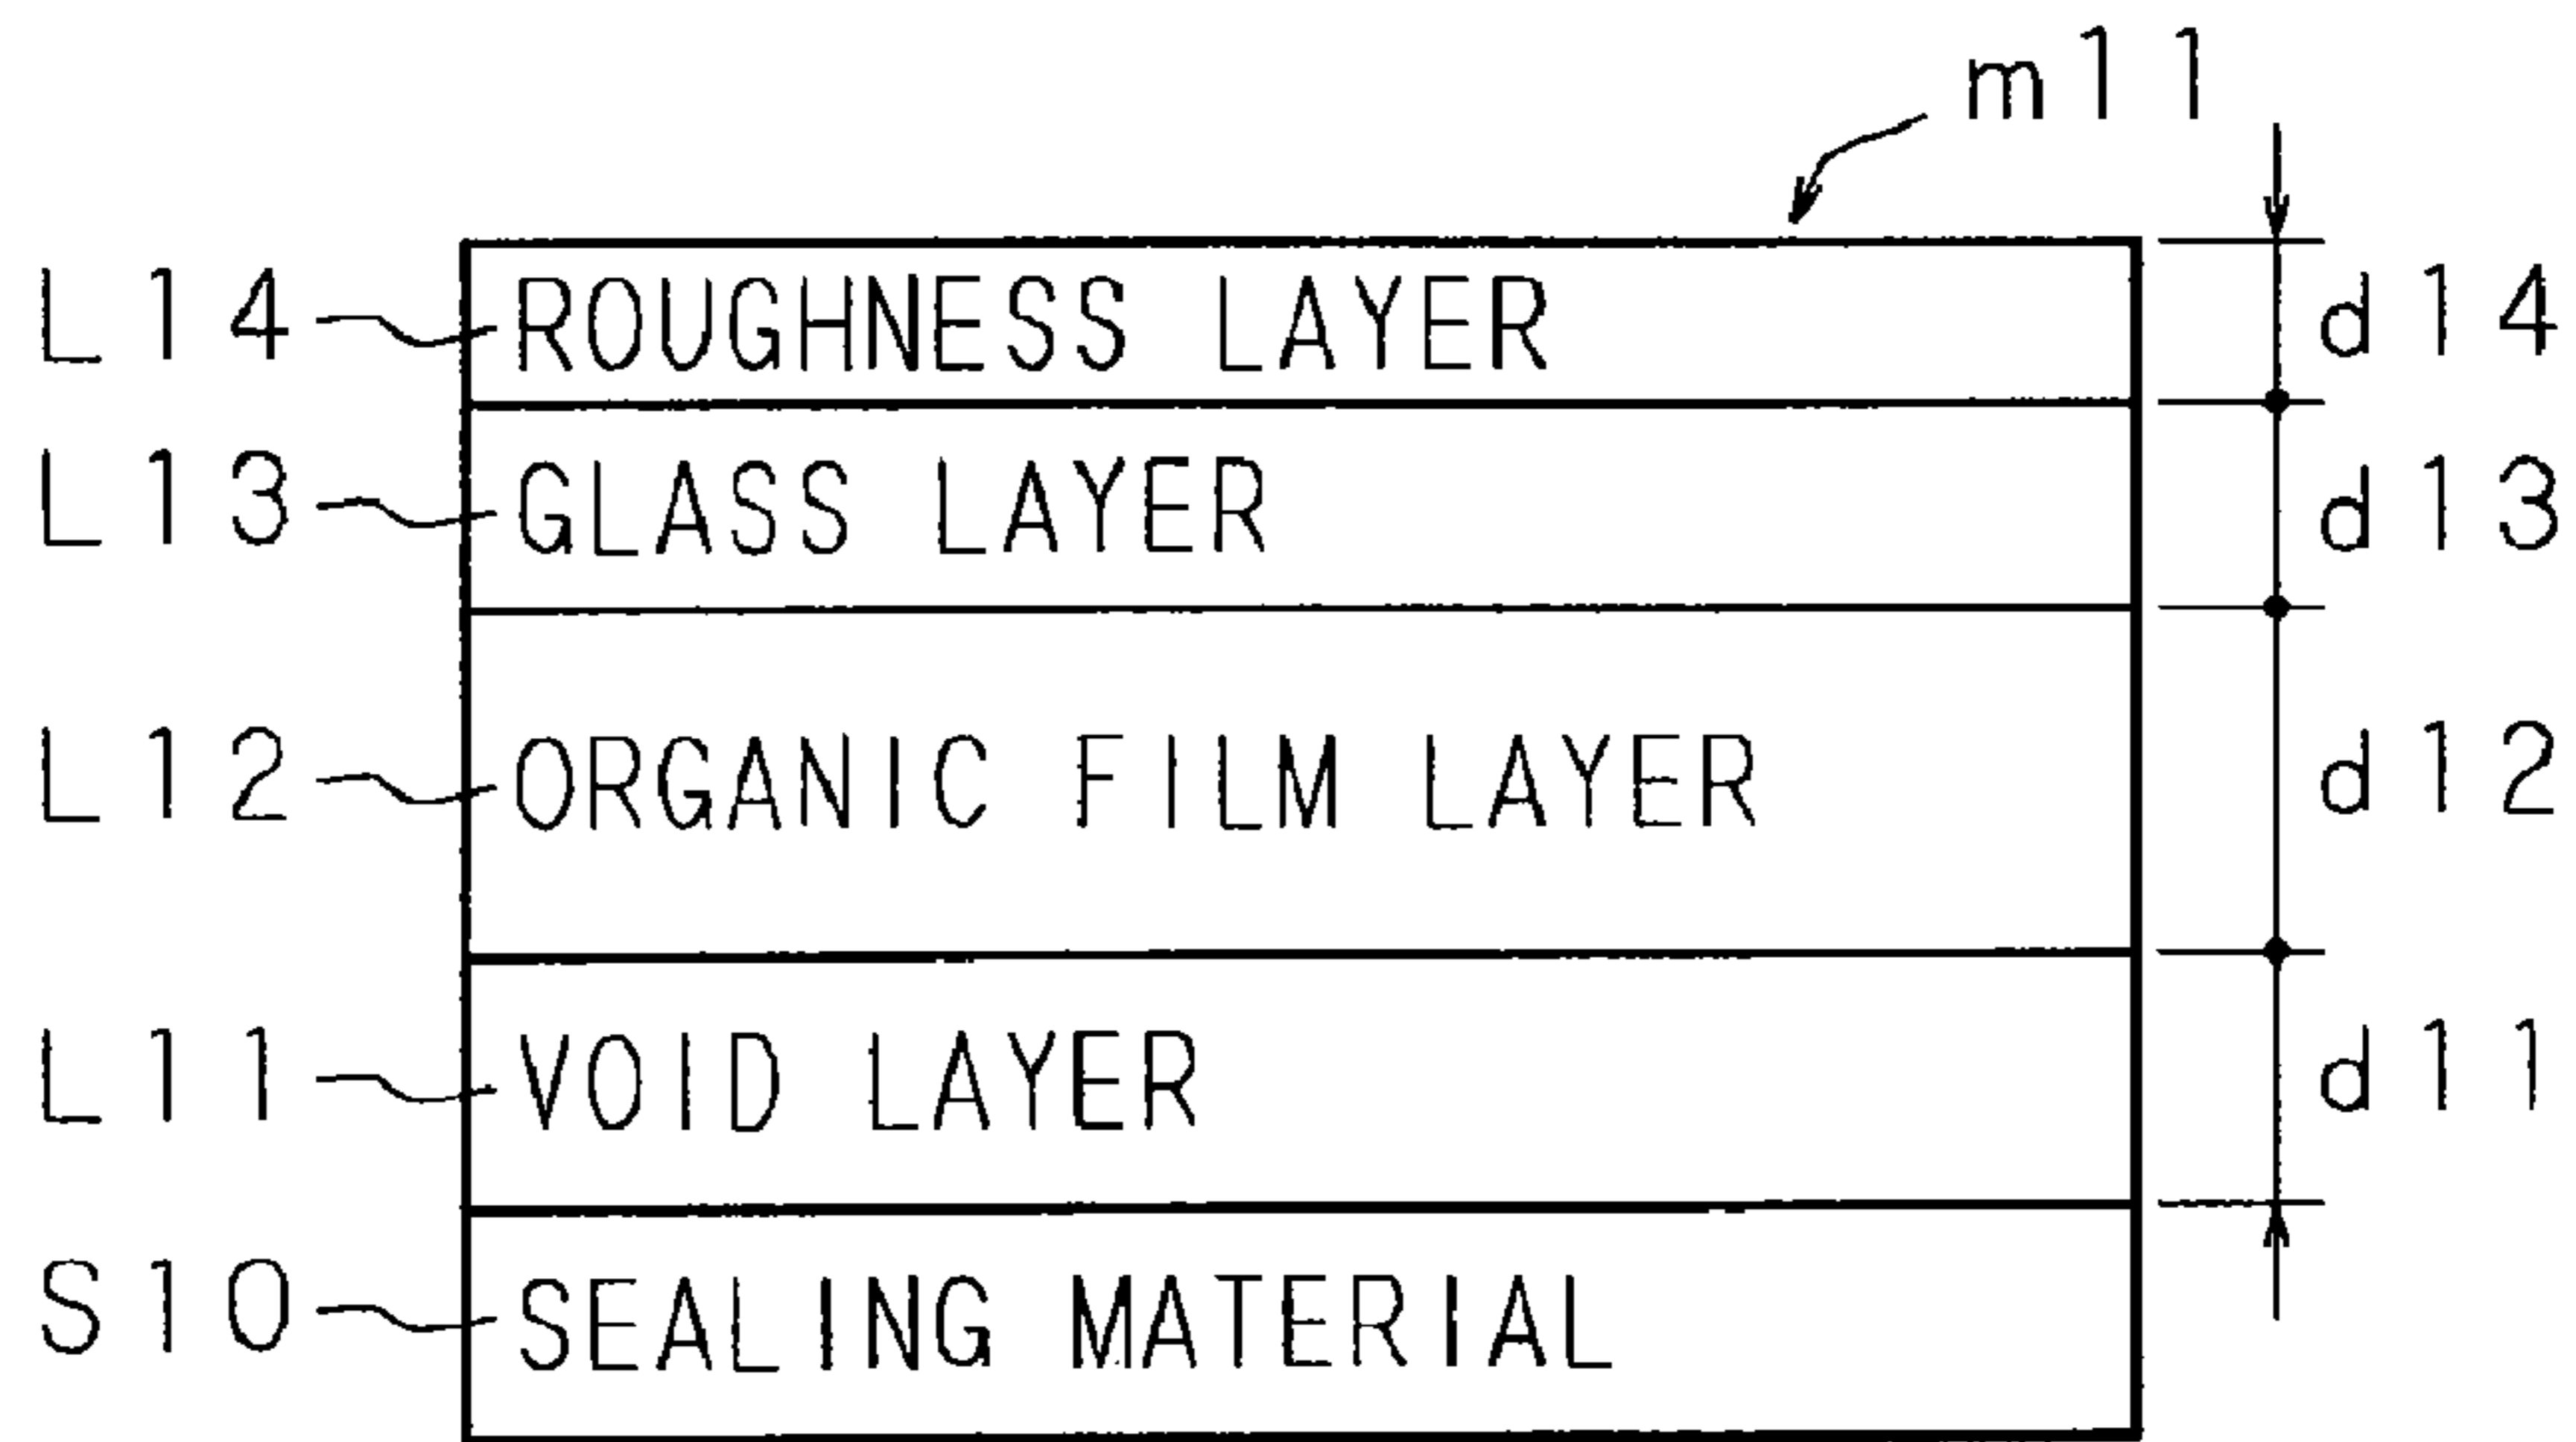 m11
L14 ROUGHNESS LAYER d14
L13 GLASS LAYER d13
L12 ORGANIC FILM LAYER d12
L11 VOID LAYER d11
S10 SEALING MATERIAL